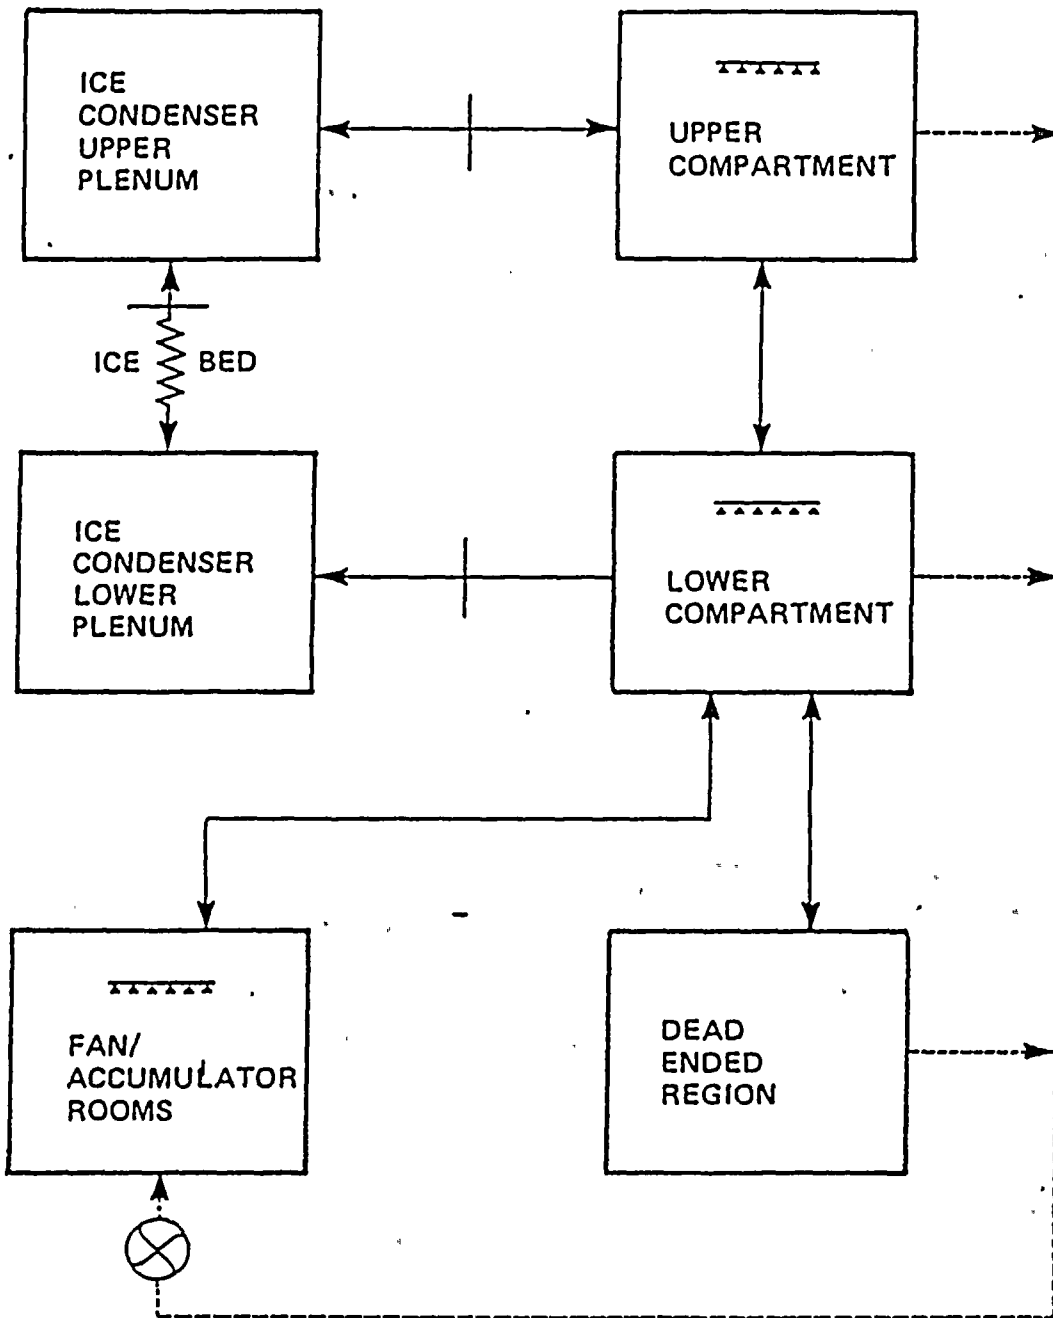 ICE
CONDENSER
UPPER
PLENUM
UPPER
COMPARTMENT
ICE BED
ICE
CONDENSER
LOWER
PLENUM
LOWER
COMPARTMENT
FAN/
ACCUMULATOR
ROOMS
DEAD
ENDED
REGION